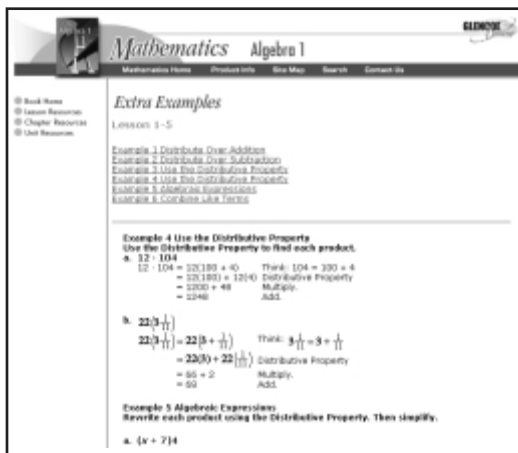 Algebra 1
GLENCOE
Mathematics Algebra 1
Mathematics Home Product Info Site Map Search Contact Us
Book Home
Lesson Resources
Chapter Resources
Unit Resources
Extra Examples
Lesson 1-5
Example 1 Distribute Over Addition
Example 2 Distribute Over Subtraction
Example 3 Use the Distributive Property
Example 4 Use the Distributive Property
Example 5 Algebraic Expressions
Example 6 Combine Like Terms
Example 4 Use the Distributive Property
Use the Distributive Property to find each product.
a. 12 · 104
12 · 104 = 12(100 + 4) Think: 104 = 100 + 4
= 12(100) + 12(4) Distributive Property
= 1200 + 48 Multiply.
= 1248 Add.
b. 22(3 1/11)
22(3 1/11) = 22(3 + 1/11) Think: 3 1/11 = 3 + 1/11
= 22(3) + 22(1/11) Distributive Property
= 66 + 2 Multiply.
= 68 Add.
Example 5 Algebraic Expressions
Rewrite each product using the Distributive Property. Then simplify.
a. (x + 7)4